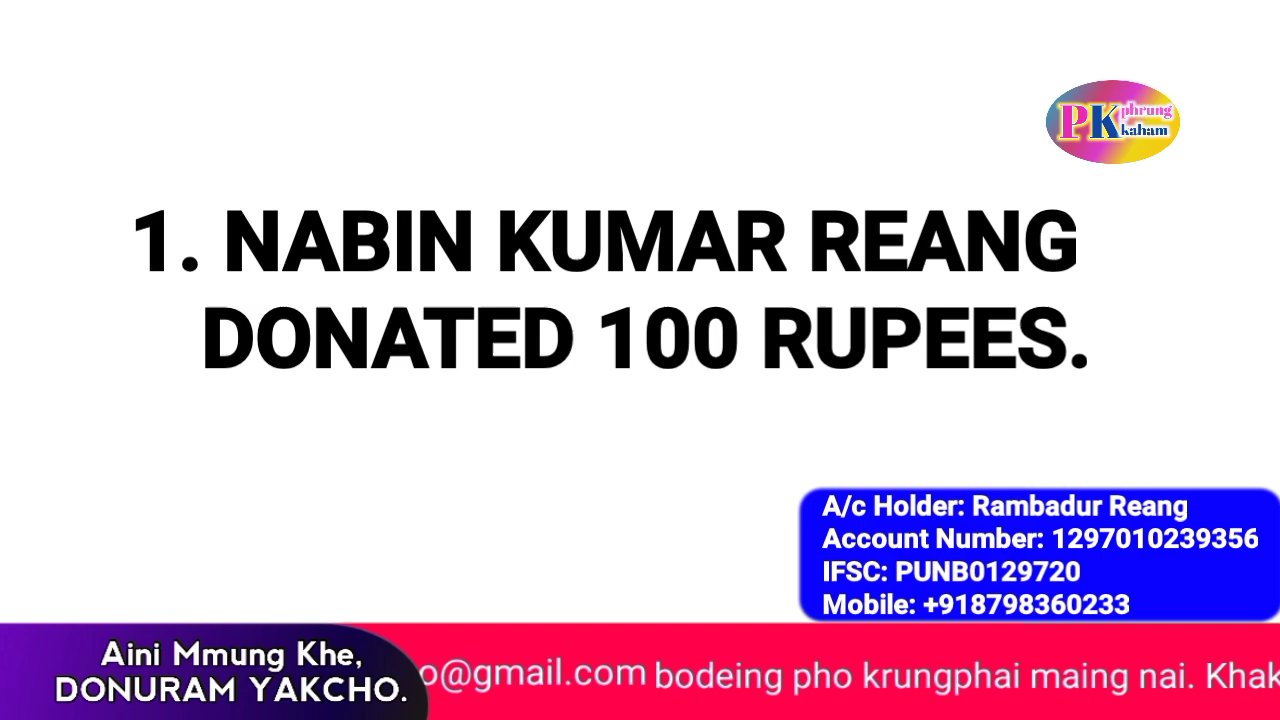 PK phrung
kaham
1. NABIN KUMAR REANG
DONATED 100 RUPEES.
A/c Holder: Rambadur Reang
Account Number: 1297010239356
IFSC: PUNB0129720
Mobile: +918798360233
Aini Mmung Khe,
DONURAM YAKCHO.
o@gmail.com bodeing pho krungphai maing nai. Khak